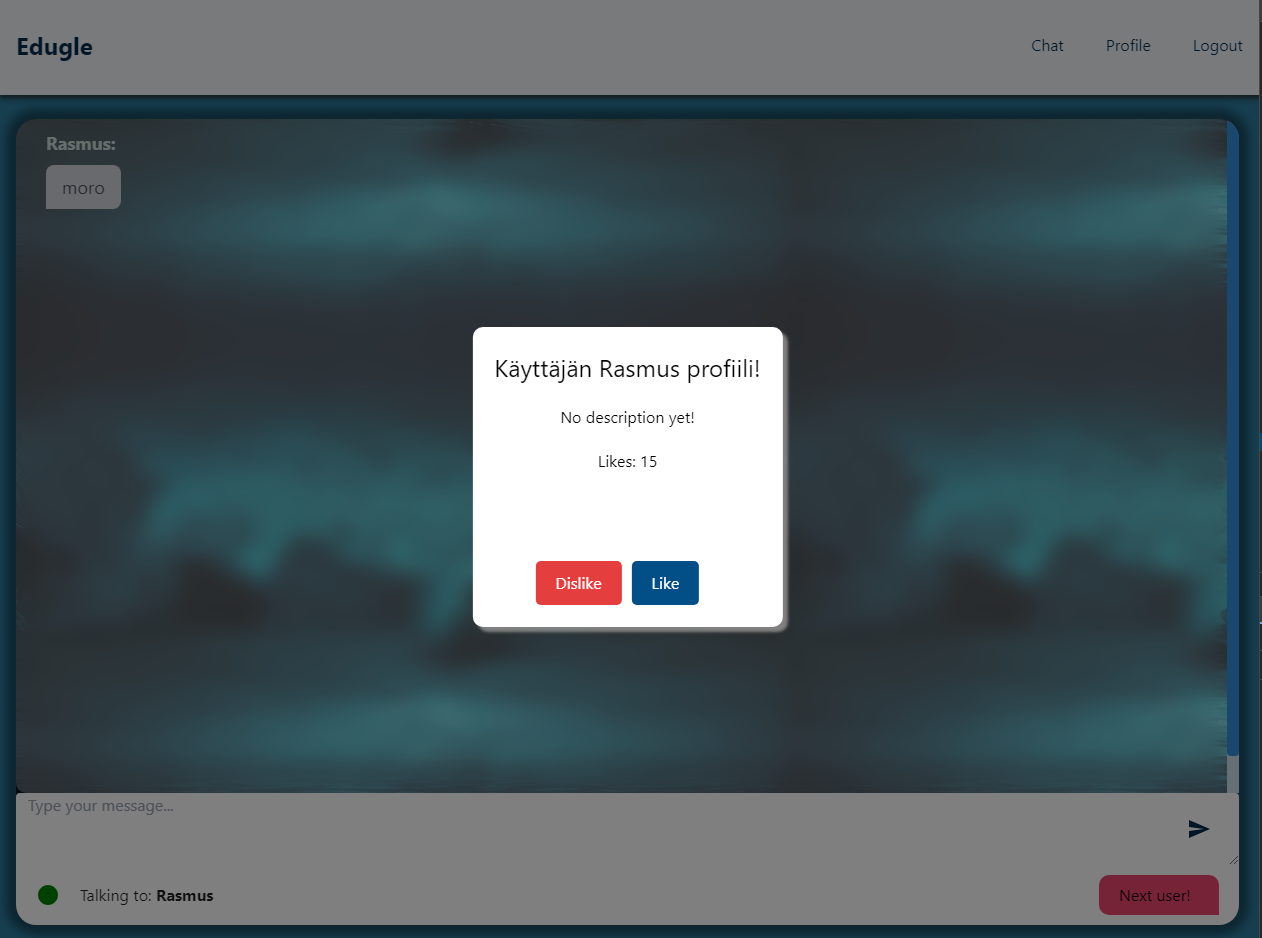 Edugle
Chat Profile Logout
Rasmus:
moro
Käyttäjän Rasmus profiili!
No description yet!
Likes: 15
Dislike Like
Type your message...
Talking to: Rasmus
Next user!